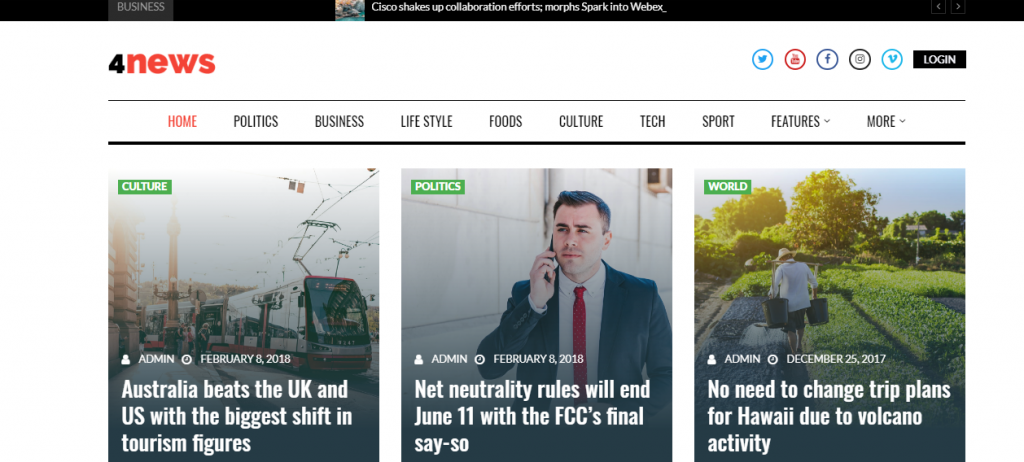 BUSINESS
Cisco shakes up collaboration efforts; morphs Spark into Webex_
4news
LOGIN
HOME POLITICS BUSINESS LIFE STYLE FOODS CULTURE TECH SPORT FEATURES MORE
CULTURE
ADMIN FEBRUARY 8, 2018
Australia beats the UK and
US with the biggest shift in
tourism figures
POLITICS
ADMIN FEBRUARY 8, 2018
Net neutrality rules will end
June 11 with the FCC’s final
say-so
WORLD
ADMIN DECEMBER 25, 2017
No need to change trip plans
for Hawaii due to volcano
activity